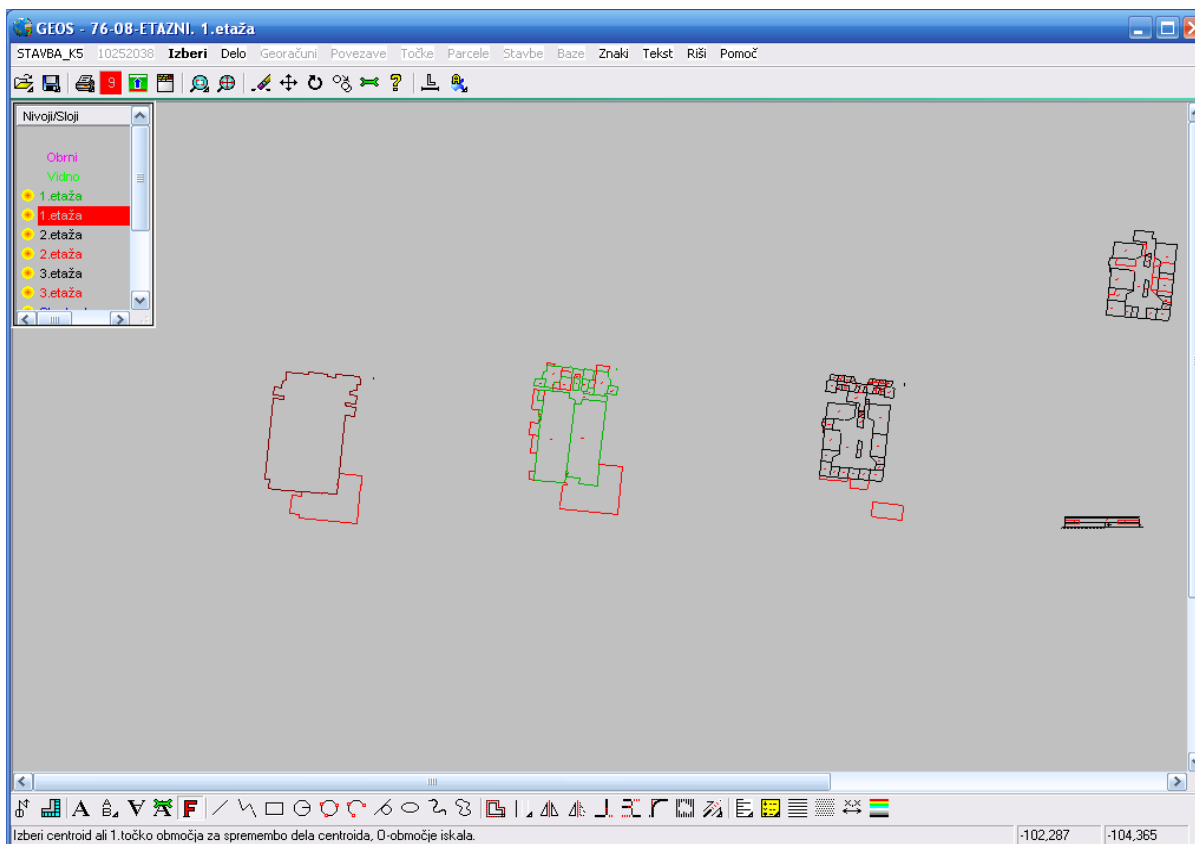 GEOS - 76-08-ETAZNI. 1.etaža
STAVBA_K5 10252038 Izberi Delo Georačuni Povezave Točke Parcele Stavbe Baze Znaki Tekst Riši Pomoč
9
Nivoji/Sloji
Obrni
Vidno
1.etaža
1.etaža
2.etaža
2.etaža
3.etaža
3.etaža
Izberi centroid ali 1.točko območja za spremembo dela centroida, O-območje iskala.
-102,287 -104,365